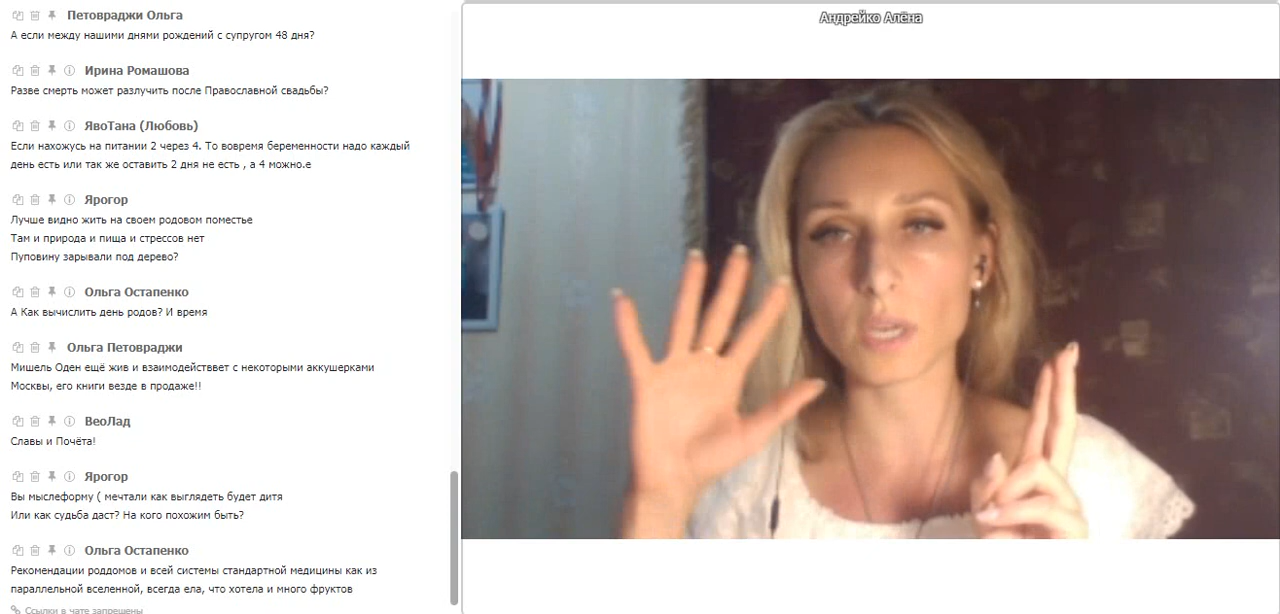 Петовраджи Ольга
А если между нашими днями рождений с супругом 48 дня?
Ирина Ромашова
Разве смерть может разлучить после Православной свадьбы?
ЯвоТана (Любовь)
Если нахожусь на питании 2 через 4. То вовремя беременности надо каждый
день есть или так же оставить 2 дня не есть , а 4 можно.е
Ярогор
Лучше видно жить на своем родовом поместье
Там и природа и пища и стрессов нет
Пуповину зарывали под дерево?
Ольга Остапенко
А Как вычислить день родов? И время
Ольга Петовраджи
Мишель Оден ещё жив и взаимодействвет с некоторыми аккушерками
Москвы, его книги везде в продаже!!
ВеоЛад
Славы и Почёта!
Ярогор
Вы мыслеформу ( мечтали как выглядеть будет дитя
Или как судьба даст? На кого похожим быть?
Ольга Остапенко
Рекомендации роддомов и всей системы стандартной медицины как из
параллельной вселенной, всегда ела, что хотела и много фруктов
Ссылки в чате запрещены
Андрейко Алёна